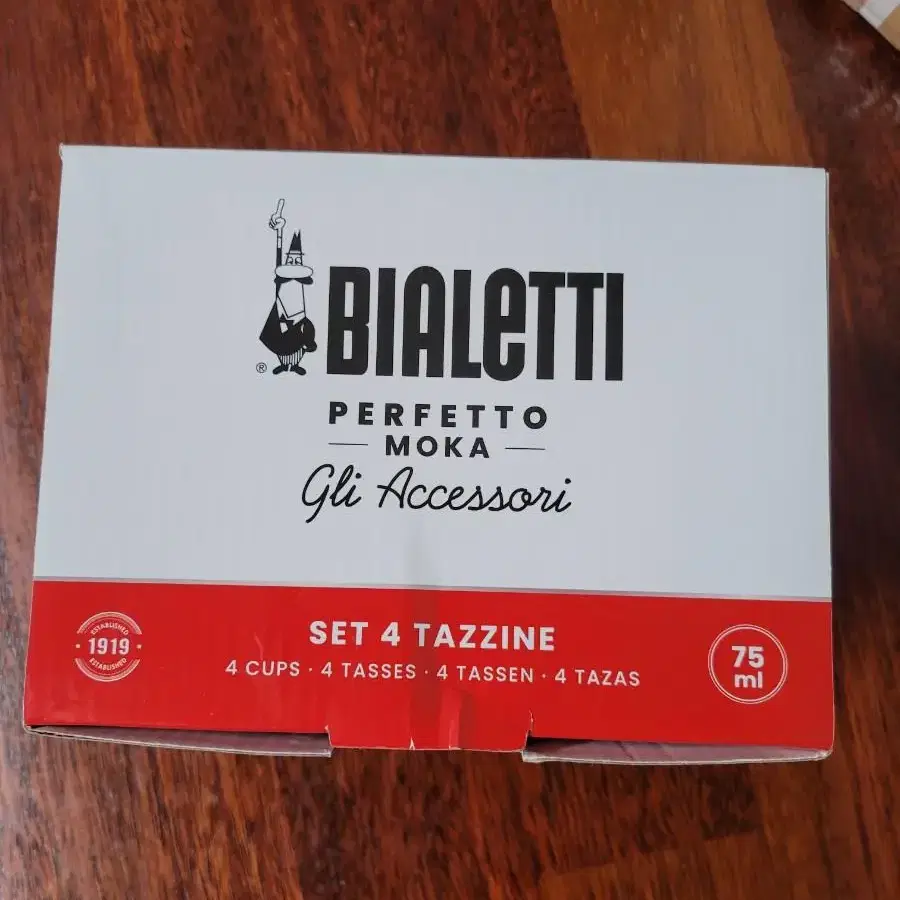 ®
BIALETTI
PERFETTO
MOKA
Gli Accessori
ESTABLISHED
1919
ESTABLISHED
SET 4 TAZZINE
4 CUPS · 4 TASSES · 4 TASSEN · 4 TAZAS
75
ml